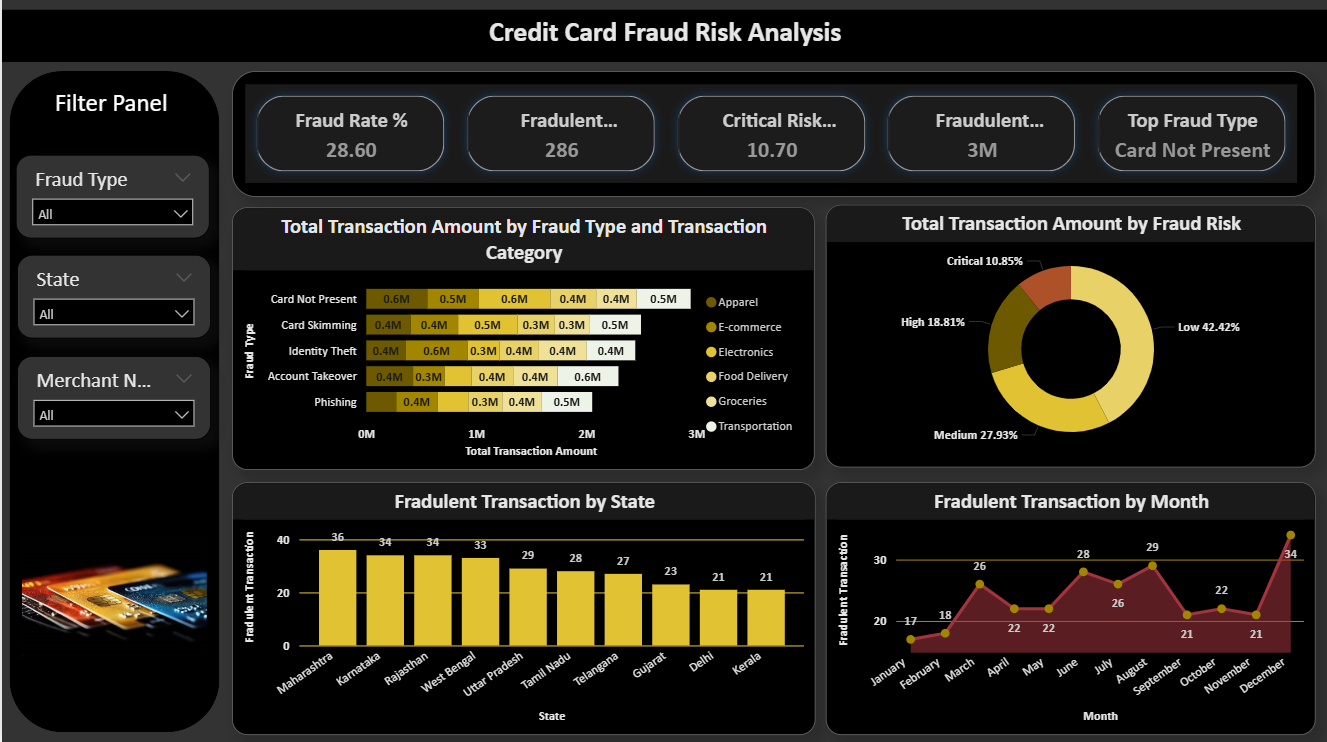 Credit Card Fraud Risk Analysis
Filter Panel
Fraud Type
All
State
All
Merchant N...
All
Fraud Rate %
28.60
Fradulent...
286
Critical Risk...
10.70
Fraudulent...
3M
Top Fraud Type
Card Not Present
Total Transaction Amount by Fraud Type and Transaction
Category
Fraud Type
Card Not Present 0.6M 0.5M 0.6M 0.4M 0.4M 0.5M
Card Skimming 0.4M 0.4M 0.5M 0.3M 0.3M 0.5M
Identity Theft 0.4M 0.6M 0.3M 0.4M 0.4M 0.4M
Account Takeover 0.4M 0.3M 0.4M 0.4M 0.6M
Phishing 0.4M 0.3M 0.4M 0.5M
0M 1M 2M 3M
Total Transaction Amount
Apparel
E-commerce
Electronics
Food Delivery
Groceries
Transportation
Total Transaction Amount by Fraud Risk
Critical 10.85%
High 18.81%
Low 42.42%
Medium 27.93%
Fradulent Transaction by State
Fradulent Transaction
40
20
0
36 34 34 33 29 28 27 23 21 21
Maharashtra Karnataka Rajasthan West Bengal Uttar Pradesh Tamil Nadu Telangana Gujarat Delhi Kerala
State
Fradulent Transaction by Month
Fradulent Transaction
30
20
17 18 26 22 22 28 26 29 21 22 21 34
January February March April May June July August September October November December
Month